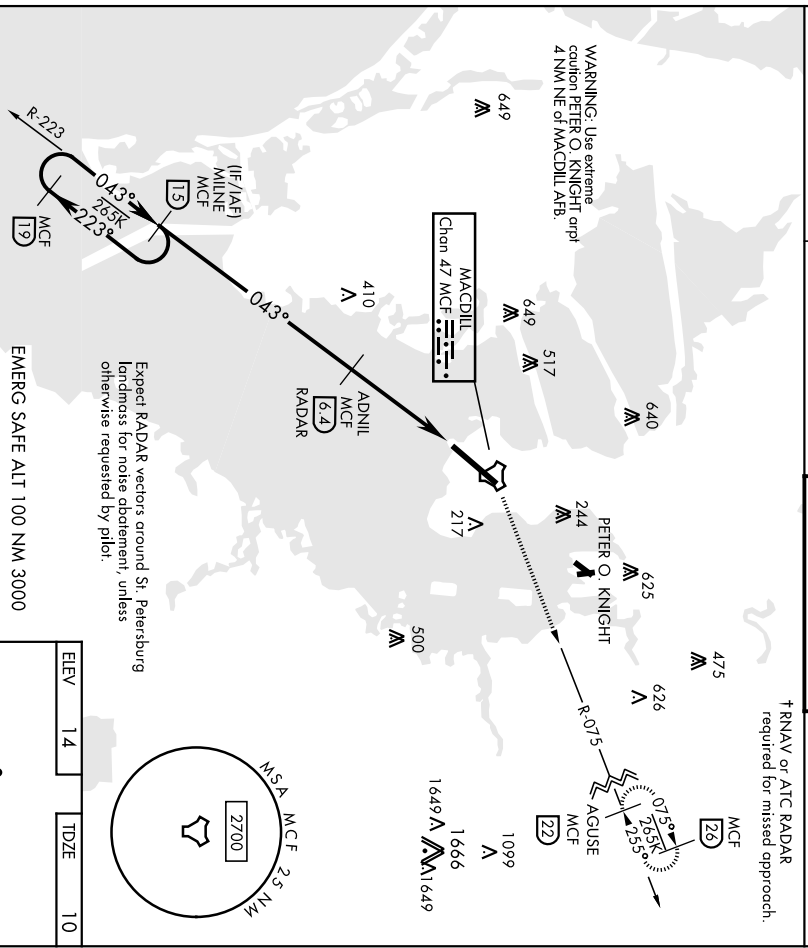 WARNING: Use extreme
caution PETER O. KNIGHT arpt
4 NM NE of MACDILL AFB.
† RNAV or ATC RADAR
required for missed approach.
649
649
517
640
244
625
475
626
PETER O. KNIGHT
MACDILL
Chan 47 MCF
410
217
500
R-223
043°
265K
223°
MCF
19
(IF/IAF)
MILNE
MCF
15
043°
ADNIL
MCF
6.4
RADAR
R-075
AGUSE
MCF
22
075°
265K
255°
MCF
26
1099
1649
1666
1649
Expect RADAR vectors around St. Petersburg
landmass for noise abatement, unless
otherwise requested by pilot.
EMERG SAFE ALT 100 NM 3000
MSA MCF 25 NM
2700
ELEV 14
TDZE 10